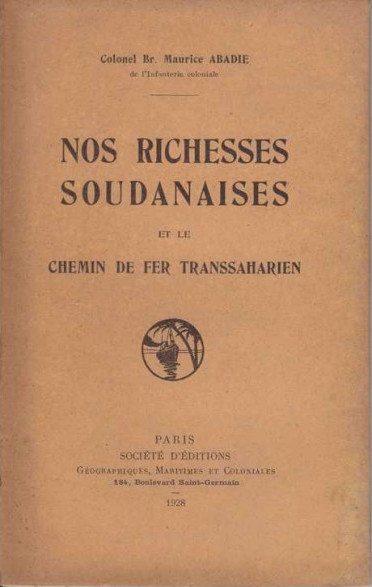 Colonel Br. Maurice ABADIE
de l'Infanterie coloniale
NOS RICHESSES
SOUDANAISES
ET LE
CHEMIN DE FER TRANSSAHARIEN
PARIS
SOCIÉTÉ D'ÉDITIONS
GÉOGRAPHIQUES, MARITIMES ET COLONIALES
184, Boulevard Saint-Germain
1928